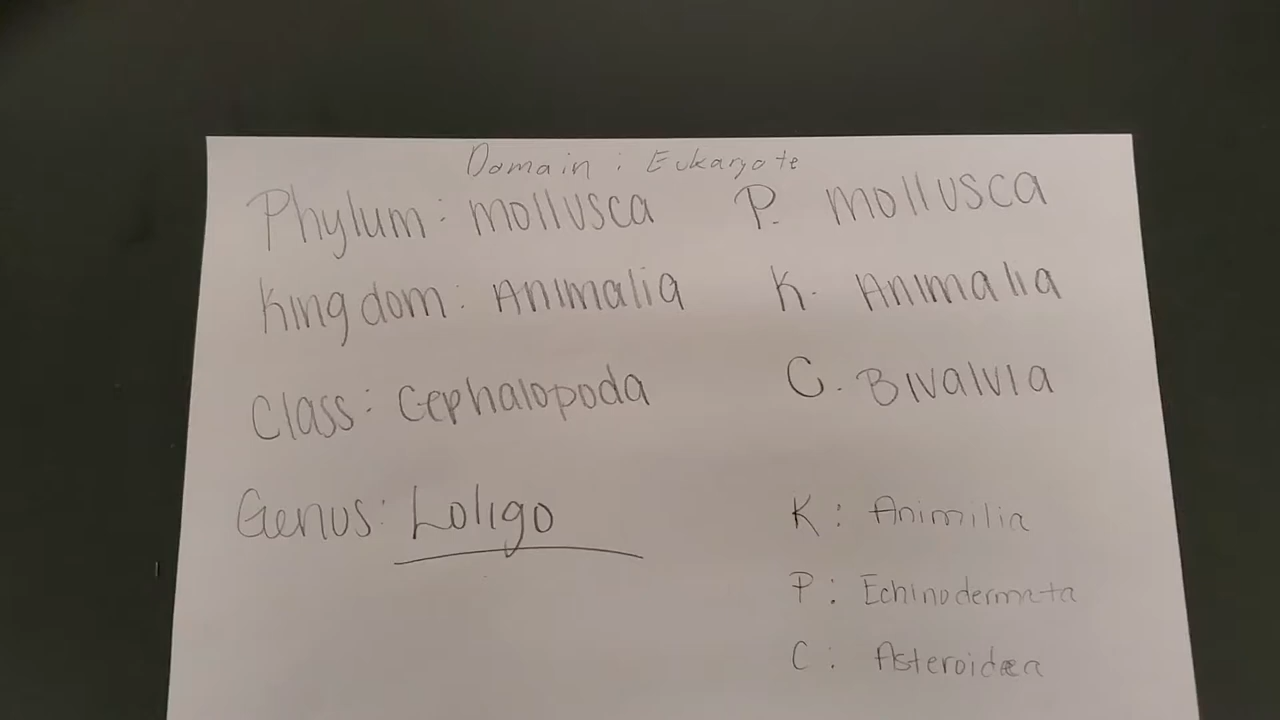 Domain : Eukaryote
Phylum: mollusca
Kingdom: Animalia
Class: Cephalopoda
Genus: Loligo
P. mollusca
K. Animalia
C. Bivalvia
K: Animilia
P: Echinodermata
C: Asteroidea